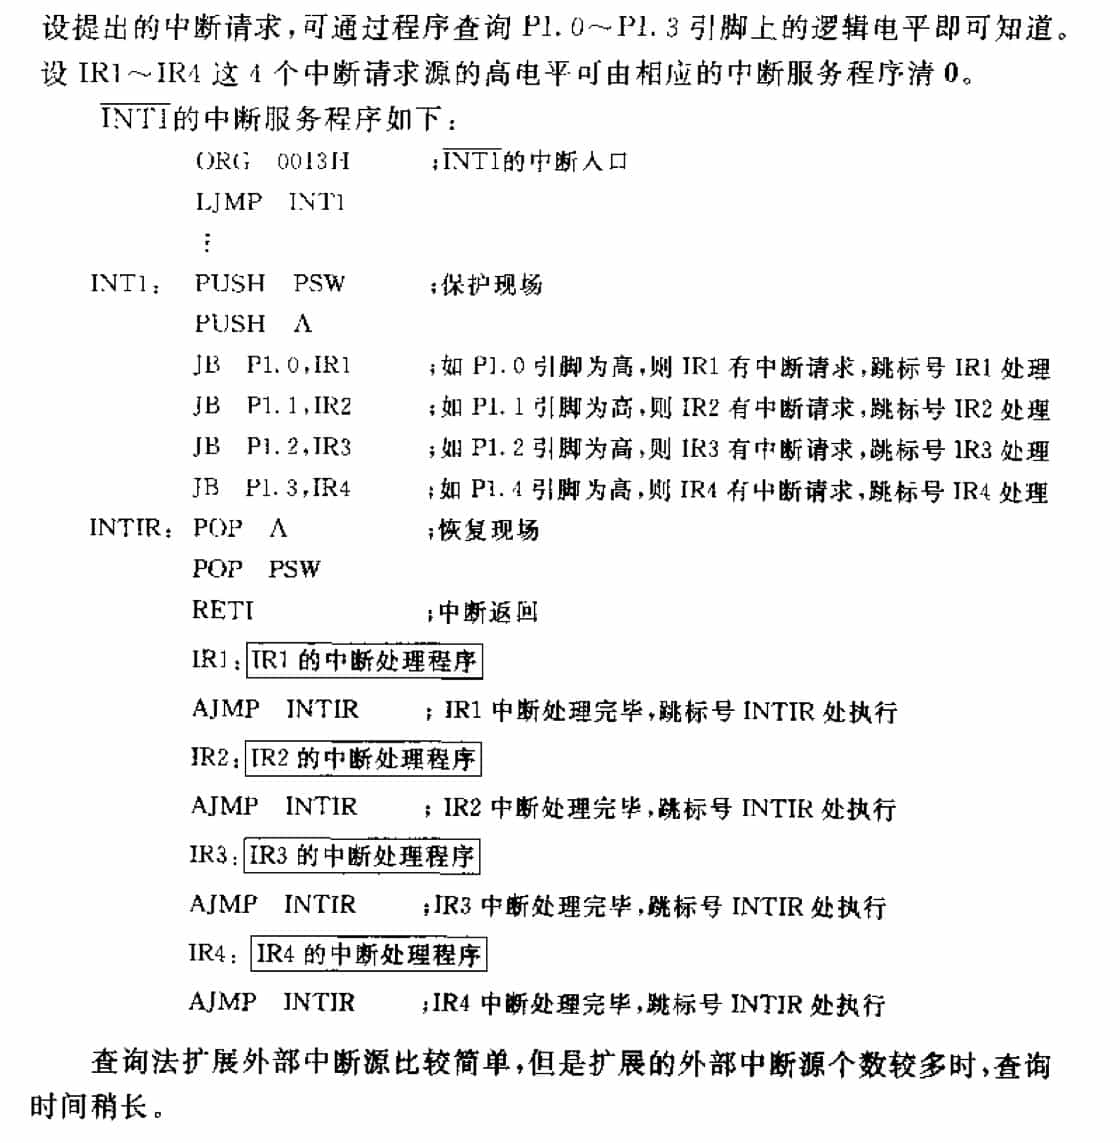 设提出的中断请求,可通过程序查询 P1.0～P1.3 引脚上的逻辑电平即可知道。
设 IR1～IR4 这 4 个中断请求源的高电平可由相应的中断服务程序清 0。
INT1的中断服务程序如下:
ORG 0013H ;INT1的中断入口
LJMP INT1
⋮
INT1: PUSH PSW ;保护现场
PUSH A
JB P1.0,IR1 ;如 P1.0 引脚为高,则 IR1 有中断请求,跳标号 IR1 处理
JB P1.1,IR2 ;如 P1.1 引脚为高,则 IR2 有中断请求,跳标号 IR2 处理
JB P1.2,IR3 ;如 P1.2 引脚为高,则 IR3 有中断请求,跳标号 IR3 处理
JB P1.3,IR4 ;如 P1.4 引脚为高,则 IR4 有中断请求,跳标号 IR4 处理
INTIR: POP A ;恢复现场
POP PSW
RETI ;中断返回
IR1: IR1 的中断处理程序
AJMP INTIR ; IR1 中断处理完毕,跳标号 INTIR 处执行
IR2: IR2 的中断处理程序
AJMP INTIR ; IR2 中断处理完毕,跳标号 INTIR 处执行
IR3: IR3 的中断处理程序
AJMP INTIR ;IR3 中断处理完毕,跳标号 INTIR 处执行
IR4: IR4 的中断处理程序
AJMP INTIR ;IR4 中断处理完毕,跳标号 INTIR 处执行
查询法扩展外部中断源比较简单,但是扩展的外部中断源个数较多时,查询
时间稍长。